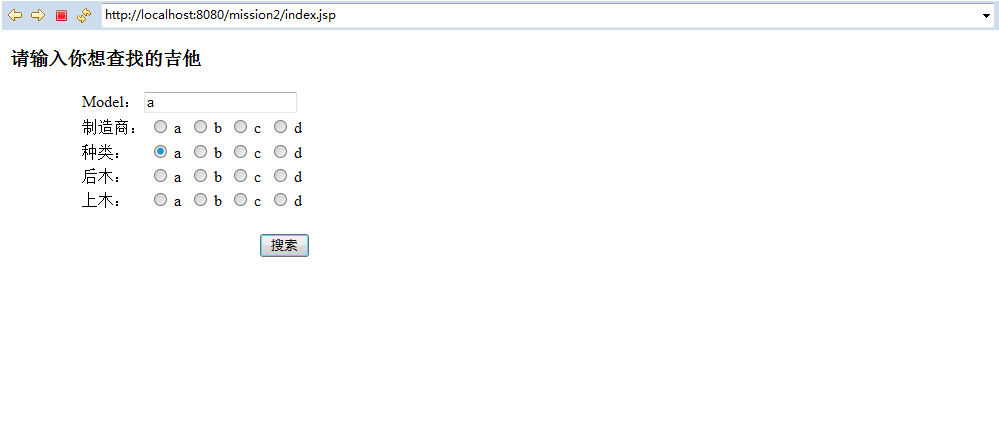 http://localhost:8080/mission2/index.jsp
请输入你想查找的吉他
Model： a
制造商： a b c d
种类： a b c d
后木： a b c d
上木： a b c d
搜索